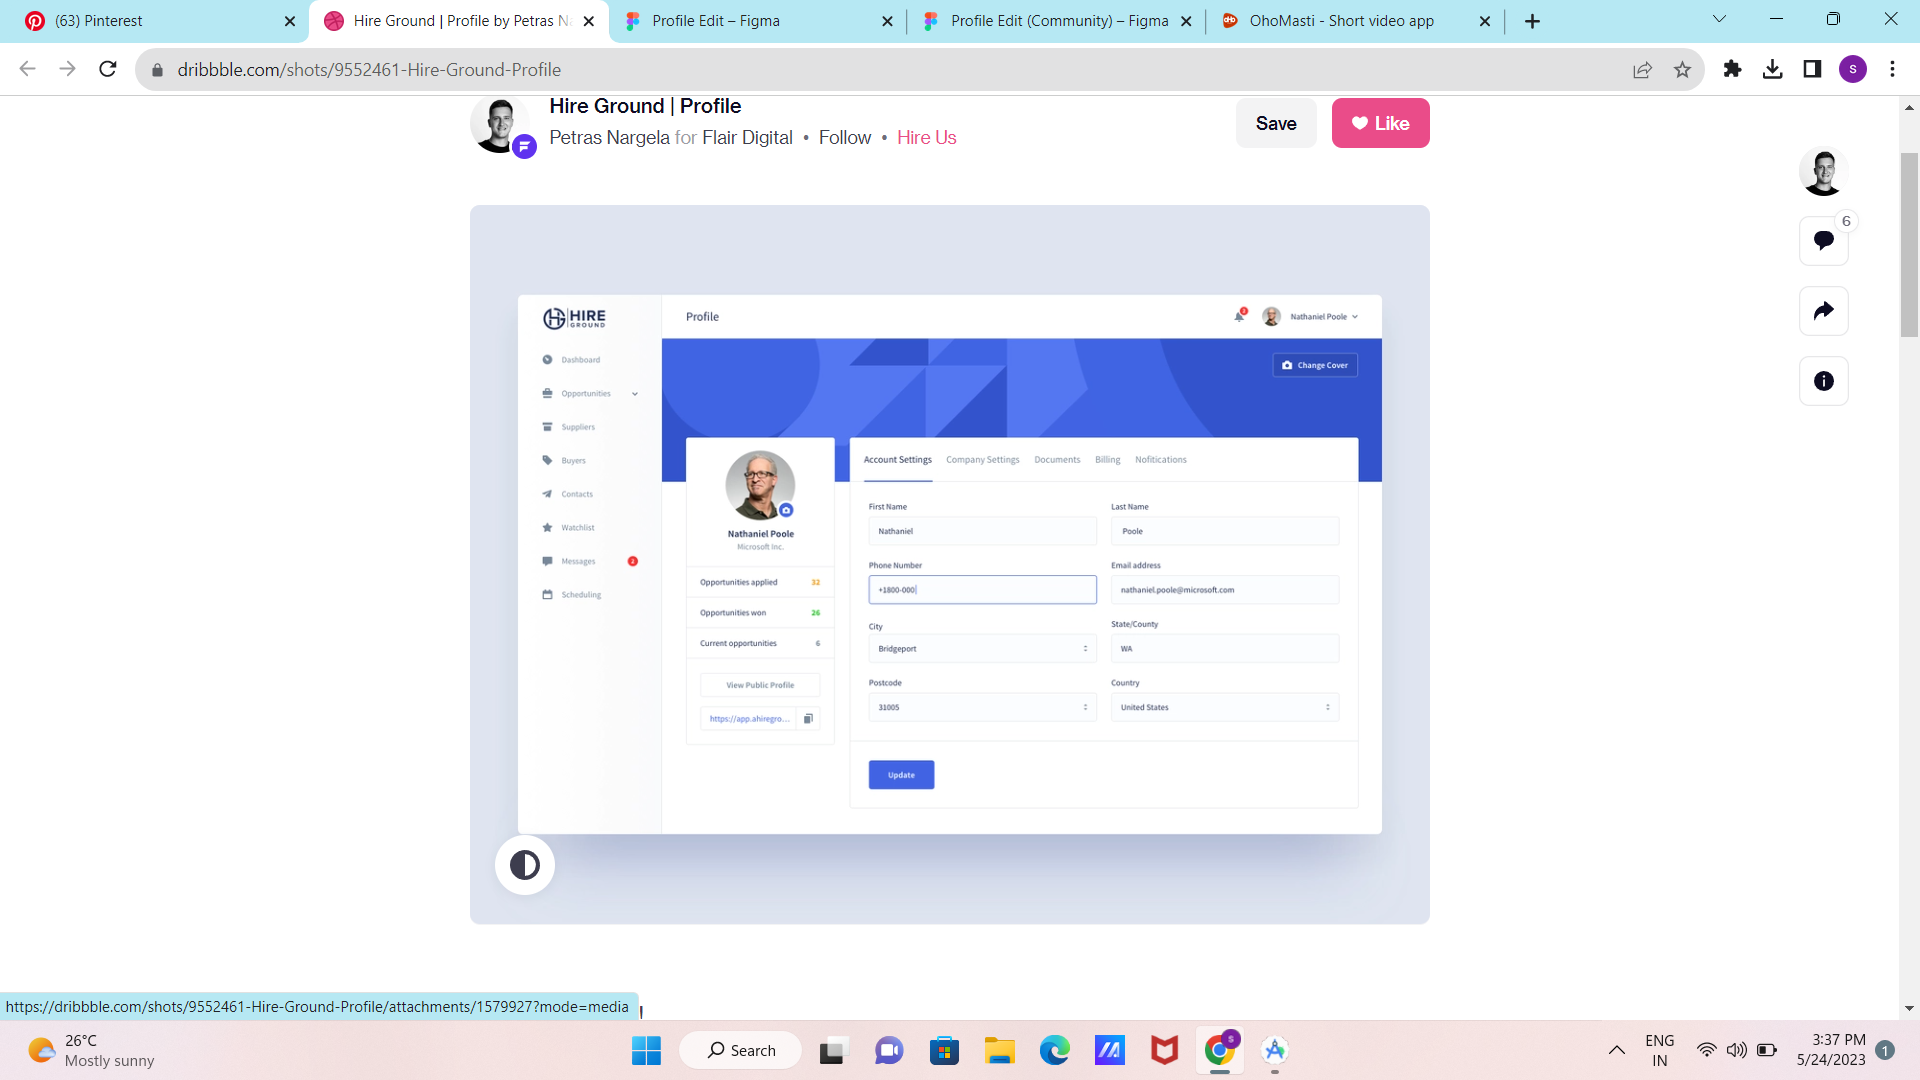 (63) Pinterest
Hire Ground | Profile by Petras N
Profile Edit – Figma
Profile Edit (Community) – Figma
OhoMasti - Short video app
dribbble.com/shots/9552461-Hire-Ground-Profile
S
Hire Ground | Profile
Petras Nargela for Flair Digital • Follow • Hire Us
Save
Like
6
HIRE
GROUND
Profile
Nathaniel Poole
Dashboard
Opportunities
Suppliers
Buyers
Contacts
Watchlist
Messages
2
Scheduling
Change Cover
Nathaniel Poole
Microsoft Inc.
Opportunities applied 32
Opportunities won 26
Current opportunities 6
View Public Profile
https://app.ahiregro...
Account Settings
Company Settings
Documents
Billing
Nofitications
First Name
Nathaniel
Last Name
Poole
Phone Number
+1800-000
Email address
nathaniel.poole@microsoft.com
City
Bridgeport
State/County
WA
Postcode
31005
Country
United States
Update
https://dribbble.com/shots/9552461-Hire-Ground-Profile/attachments/1579927?mode=media
26°C
Mostly sunny
Search
S
ENG
IN
3:37 PM
5/24/2023
1